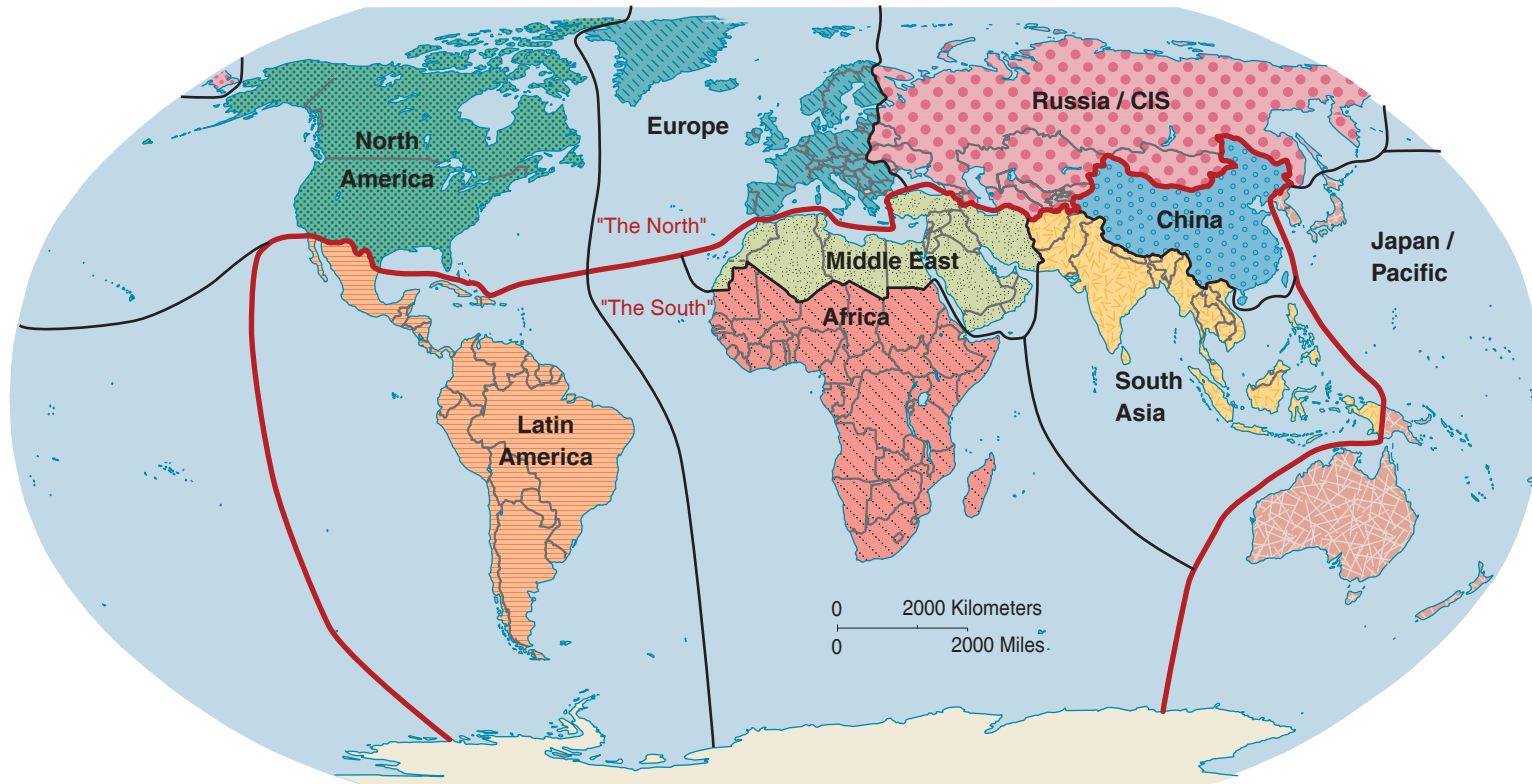 Russia / CIS
Europe
North
America
"The North"
China
Japan /
Pacific
Middle East
"The South"
Africa
South
Asia
Latin
America
0 2000 Kilometers
0 2000 Miles